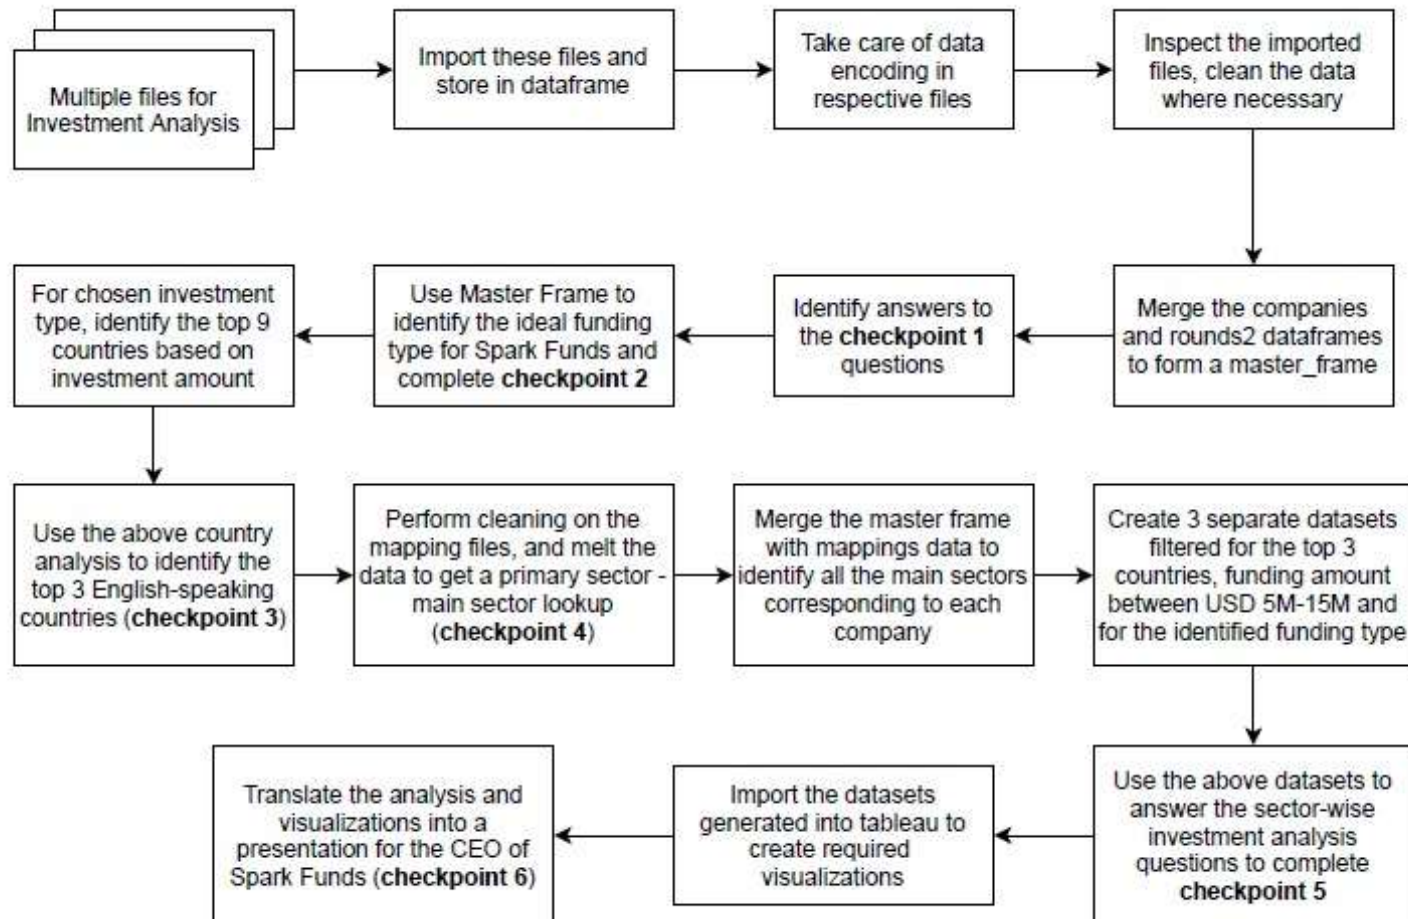 Multiple files for
Investment Analysis
Import these files and
store in dataframe
Take care of data
encoding in
respective files
Inspect the imported
files, clean the data
where necessary
Merge the companies
and rounds2 dataframes
to form a master_frame
Identify answers to
the checkpoint 1
questions
Use Master Frame to
identify the ideal funding
type for Spark Funds and
complete checkpoint 2
For chosen investment
type, identify the top 9
countries based on
investment amount
Use the above country
analysis to identify the
top 3 English-speaking
countries (checkpoint 3)
Perform cleaning on the
mapping files, and melt the
data to get a primary sector -
main sector lookup
(checkpoint 4)
Merge the master frame
with mappings data to
identify all the main sectors
corresponding to each
company
Create 3 separate datasets
filtered for the top 3
countries, funding amount
between USD 5M-15M and
for the identified funding type
Use the above datasets to
answer the sector-wise
investment analysis
questions to complete
checkpoint 5
Import the datasets
generated into tableau to
create required
visualizations
Translate the analysis and
visualizations into a
presentation for the CEO of
Spark Funds (checkpoint 6)